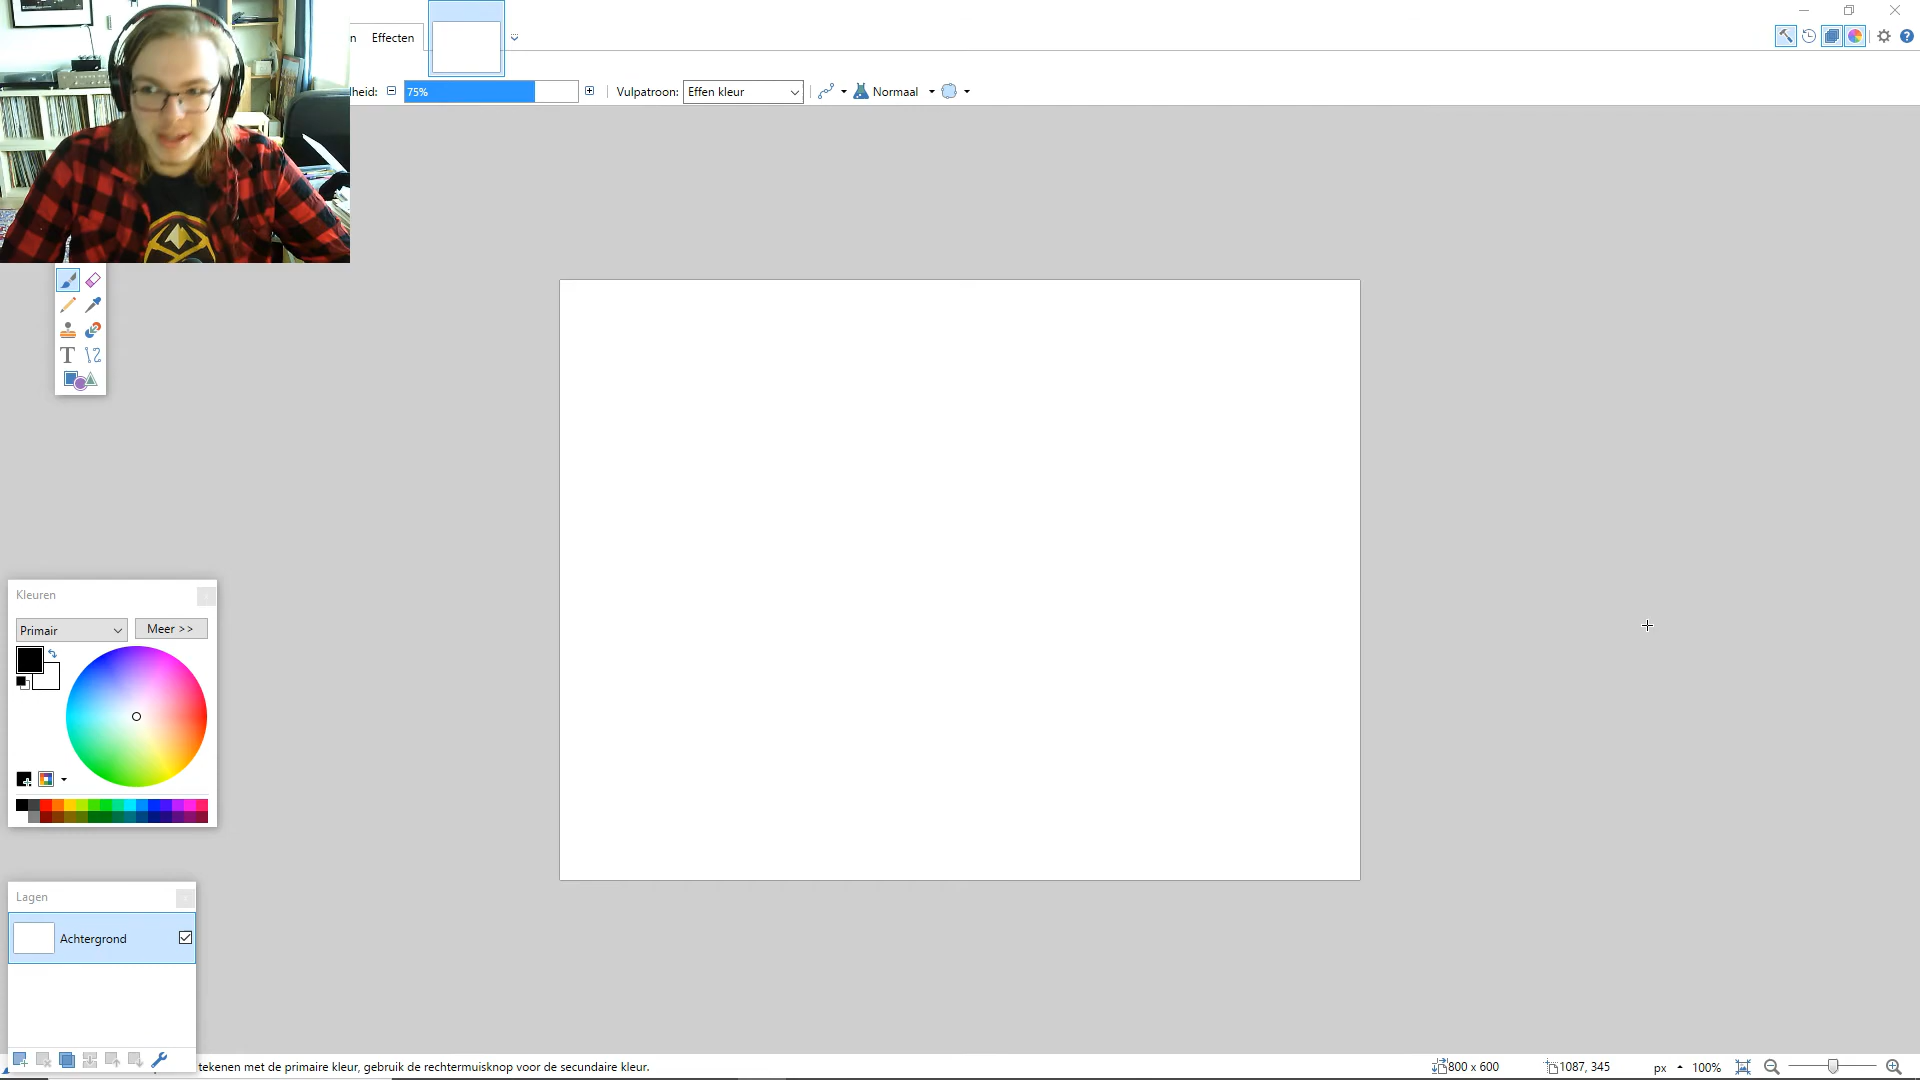 n Effecten
heid: 75% Vulpatroon: Effen kleur Normaal
T
Kleuren
Primair Meer >>
Lagen
Achtergrond
tekenen met de primaire kleur, gebruik de rechtermuisknop voor de secundaire kleur. 800 x 600 1087, 345 px 100%